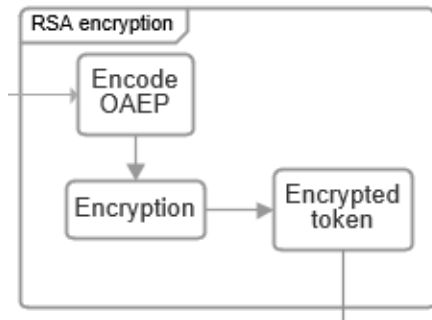 RSA encryption
Encode
OAEP
Encryption
Encrypted
token